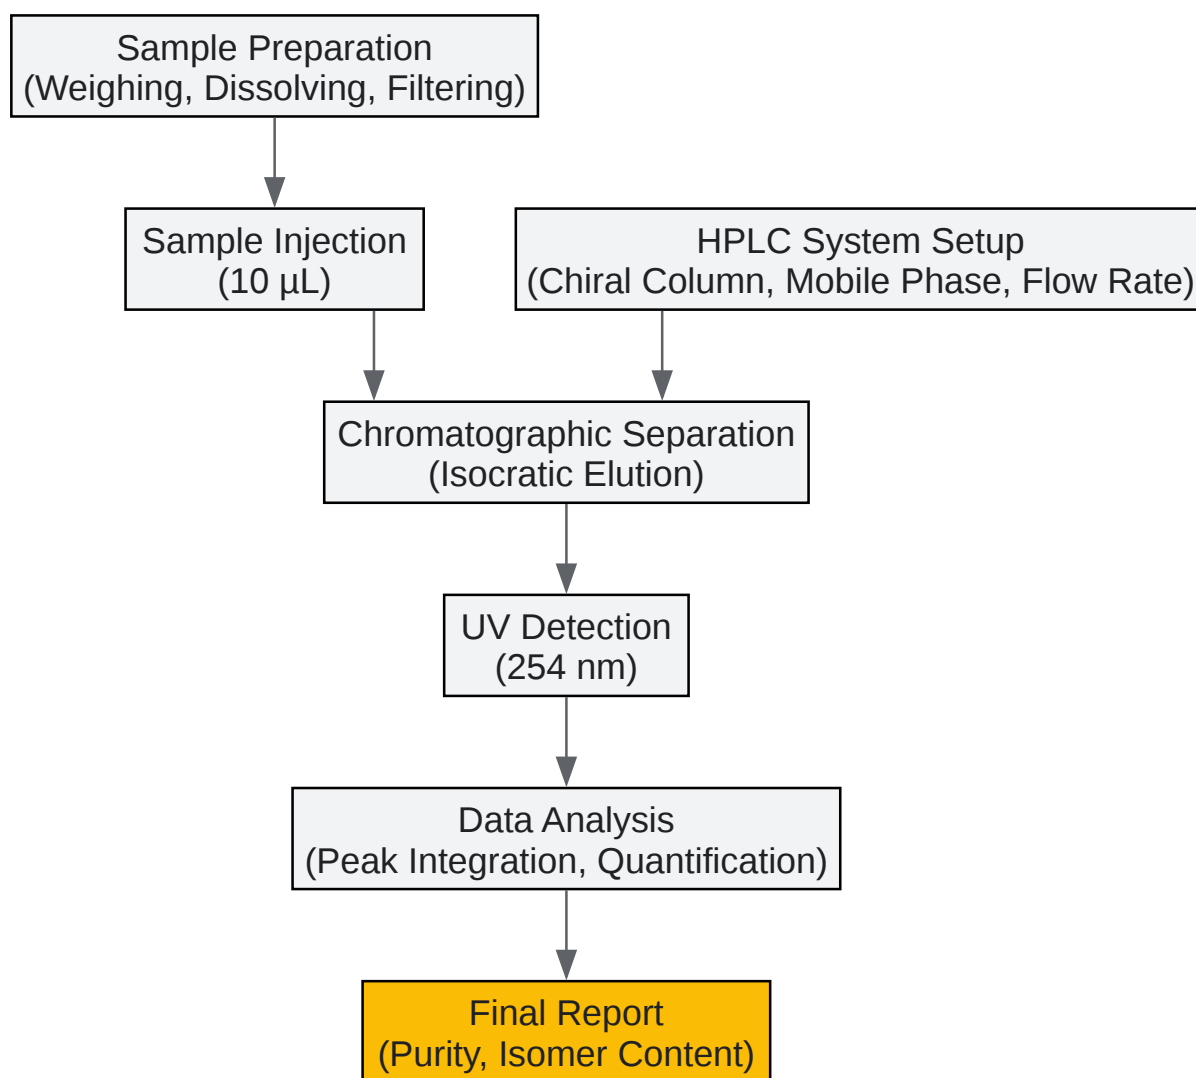 Sample Preparation
(Weighing, Dissolving, Filtering)
Sample Injection
(10 µL)
HPLC System Setup
(Chiral Column, Mobile Phase, Flow Rate)
Chromatographic Separation
(Isocratic Elution)
UV Detection
(254 nm)
Data Analysis
(Peak Integration, Quantification)
Final Report
(Purity, Isomer Content)